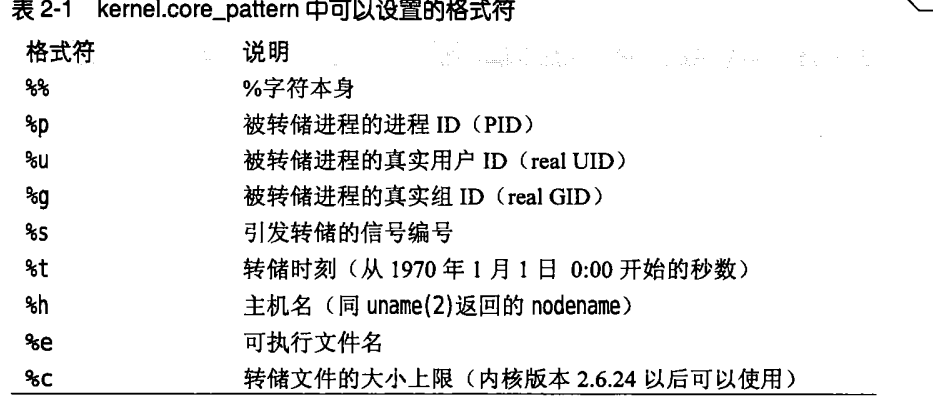 表 2-1 kernel.core_pattern 中可以设置的格式符
格式符 说明
%% %字符本身
%p 被转储进程的进程 ID（PID）
%u 被转储进程的真实用户 ID（real UID）
%g 被转储进程的真实组 ID（real GID）
%s 引发转储的信号编号
%t 转储时刻（从 1970 年 1 月 1 日 0:00 开始的秒数）
%h 主机名（同 uname(2)返回的 nodename）
%e 可执行文件名
%c 转储文件的大小上限（内核版本 2.6.24 以后可以使用）